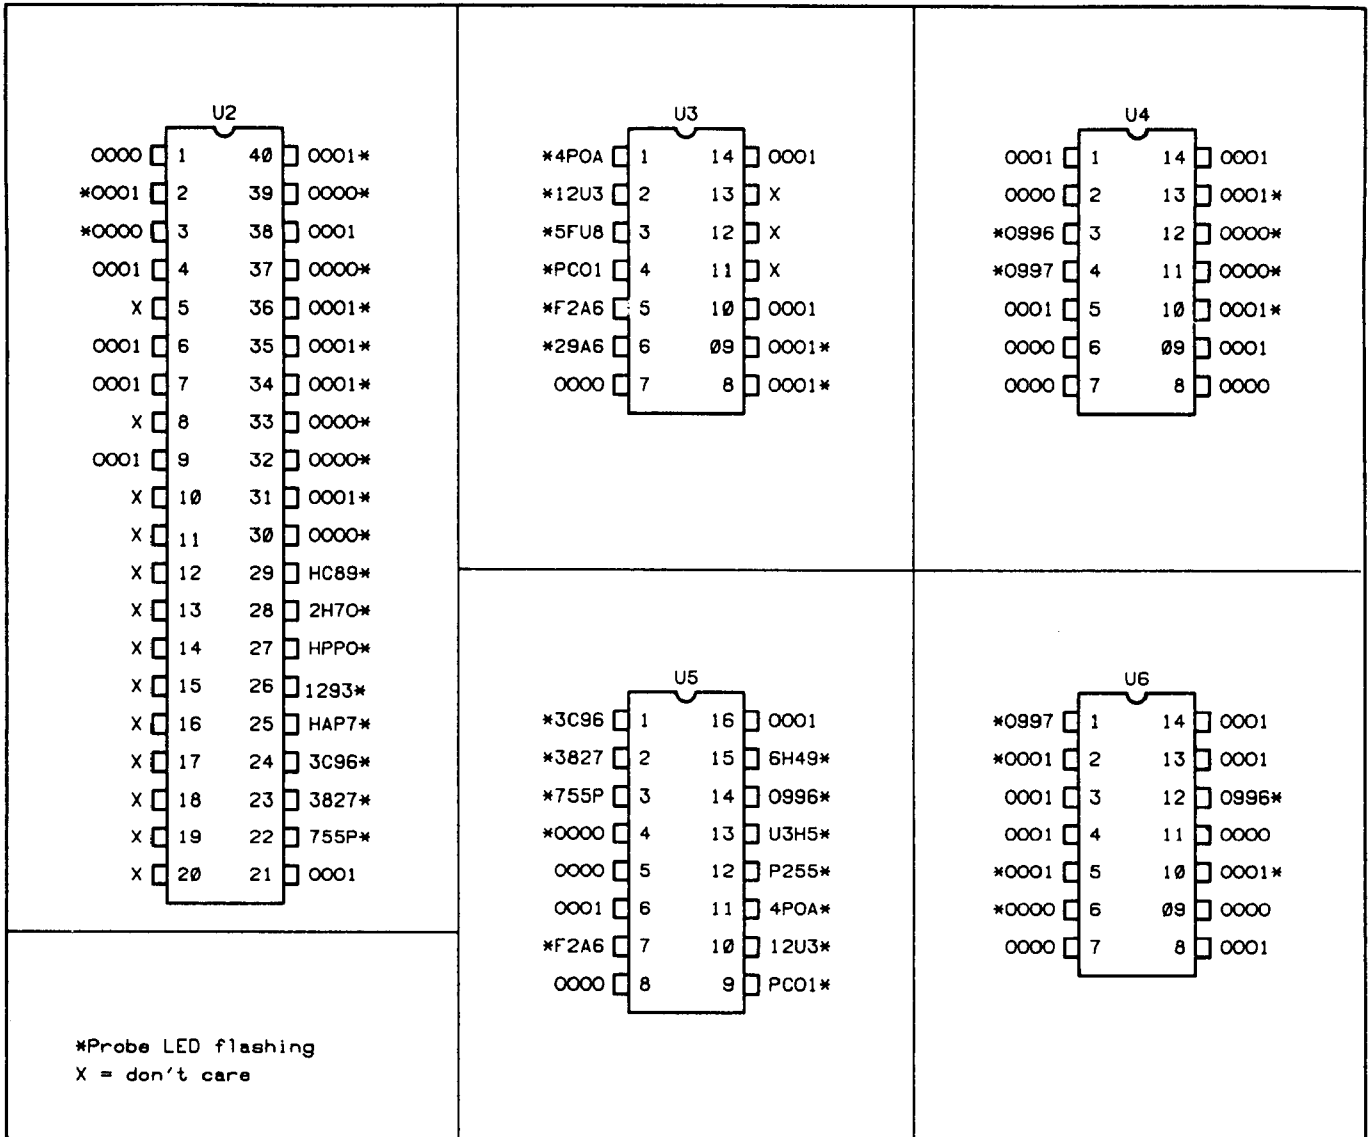 U2
0000 1 40 0001*
*0001 2 39 0000*
*0000 3 38 0001
0001 4 37 0000*
X 5 36 0001*
0001 6 35 0001*
0001 7 34 0001*
X 8 33 0000*
0001 9 32 0000*
X 10 31 0001*
X 11 30 0000*
X 12 29 HC89*
X 13 28 2H70*
X 14 27 HPP0*
X 15 26 1293*
X 16 25 HAP7*
X 17 24 3C96*
X 18 23 3827*
X 19 22 755P*
X 20 21 0001
*Probe LED flashing
X = don't care
U3
*4P0A 1 14 0001
*12U3 2 13 X
*5FU8 3 12 X
*PC01 4 11 X
*F2A6 5 10 0001
*29A6 6 09 0001*
0000 7 8 0001*
U4
0001 1 14 0001
0000 2 13 0001*
*0996 3 12 0000*
*0997 4 11 0000*
0001 5 10 0001*
0000 6 09 0001
0000 7 8 0000
U5
*3C96 1 16 0001
*3827 2 15 6H49*
*755P 3 14 0996*
*0000 4 13 U3H5*
0000 5 12 P255*
0001 6 11 4P0A*
*F2A6 7 10 12U3*
0000 8 9 PC01*
U6
*0997 1 14 0001
*0001 2 13 0001
0001 3 12 0996*
0001 4 11 0000
*0001 5 10 0001*
*0000 6 09 0000
0000 7 8 0001